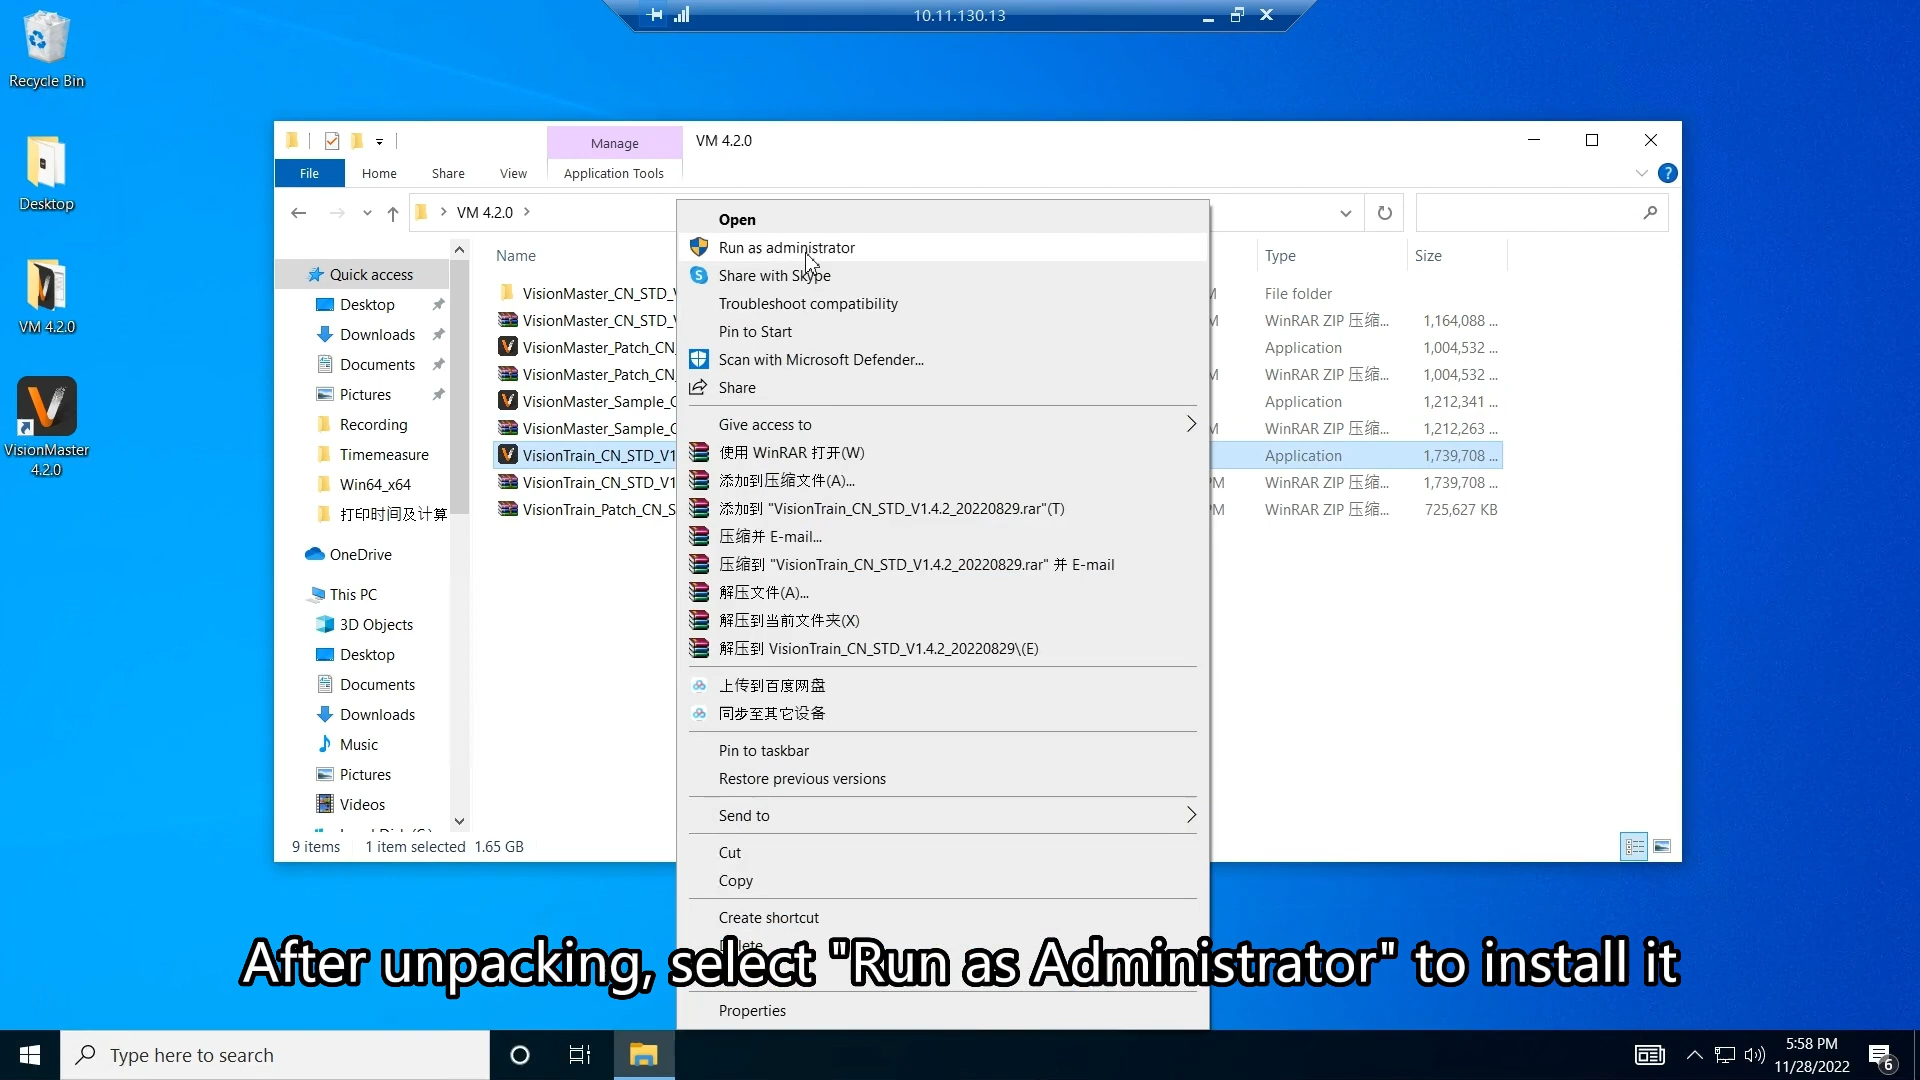 10.11.130.13
Recycle Bin
Desktop
VM 4.2.0
VisionMaster
4.2.0
Manage
VM 4.2.0
File
Home
Share
View
Application Tools
VM 4.2.0
Name
Type
Size
Quick access
Desktop
Downloads
Documents
Pictures
Recording
Timemeasure
Win64_x64
打印时间及计算
OneDrive
This PC
3D Objects
Desktop
Documents
Downloads
Music
Pictures
Videos
VisionMaster_CN_STD_V
File folder
VisionMaster_CN_STD_V
WinRAR ZIP 压缩...
1,164,088 ...
VisionMaster_Patch_CN_
Application
1,004,532 ...
VisionMaster_Patch_CN_
WinRAR ZIP 压缩...
1,004,532 ...
VisionMaster_Sample_C
Application
1,212,341 ...
VisionMaster_Sample_C
WinRAR ZIP 压缩...
1,212,263 ...
VisionTrain_CN_STD_V1
Application
1,739,708 ...
VisionTrain_CN_STD_V1
PM
WinRAR ZIP 压缩...
1,739,708 ...
VisionTrain_Patch_CN_S
PM
WinRAR ZIP 压缩...
725,627 KB
Open
Run as administrator
Share with Skype
Troubleshoot compatibility
Pin to Start
Scan with Microsoft Defender...
Share
Give access to
使用 WinRAR 打开(W)
添加到压缩文件(A)...
添加到 "VisionTrain_CN_STD_V1.4.2_20220829.rar"(T)
压缩并 E-mail...
压缩到 "VisionTrain_CN_STD_V1.4.2_20220829.rar" 并 E-mail
解压文件(A)...
解压到当前文件夹(X)
解压到 VisionTrain_CN_STD_V1.4.2_20220829\(E)
上传到百度网盘
同步至其它设备
Pin to taskbar
Restore previous versions
Send to
Cut
Copy
Create shortcut
Delete
Properties
9 items
1 item selected 1.65 GB
After unpacking, select "Run as Administrator" to install it
Type here to search
5:58 PM
11/28/2022
6